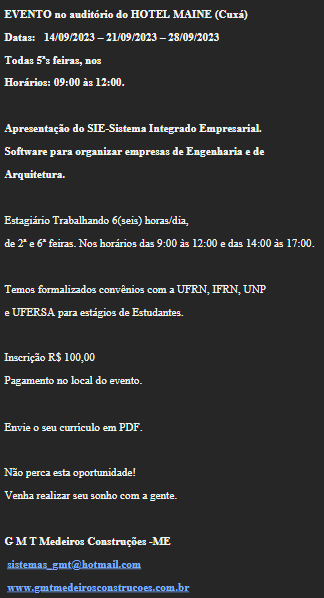 EVENTO no auditório do HOTEL MAINE (Cuxá)
Datas: 14/09/2023 – 21/09/2023 – 28/09/2023
Todas 5ªs feiras, nos
Horários: 09:00 às 12:00.
Apresentação do SIE-Sistema Integrado Empresarial.
Software para organizar empresas de Engenharia e de
Arquitetura.
Estagiário Trabalhando 6(seis) horas/dia,
de 2ª e 6ª feiras. Nos horários das 9:00 às 12:00 e das 14:00 às 17:00.
Temos formalizados convênios com a UFRN, IFRN, UNP
e UFERSA para estágios de Estudantes.
Inscrição R$ 100,00
Pagamento no local do evento.
Envie o seu currículo em PDF.
Não perca esta oportunidade!
Venha realizar seu sonho com a gente.
G M T Medeiros Construções -ME
sistemas_gmt@hotmail.com
www.gmtmedeirosconstrucoes.com.br